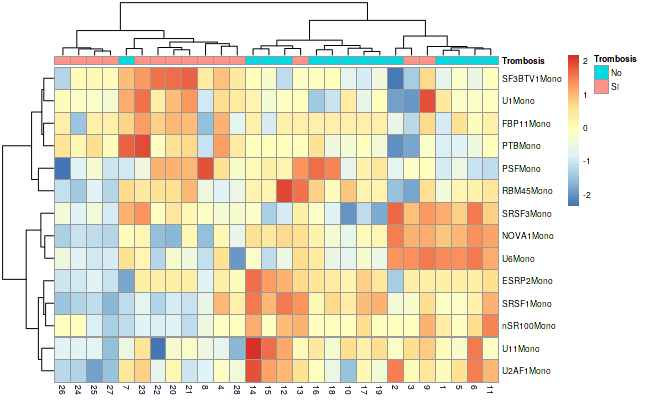 Trombosis
SF3BTV1Mono
U1Mono
FBP11Mono
PTBMono
PSFMono
RBM45Mono
SRSF3Mono
NOVA1Mono
U6Mono
ESRP2Mono
SRSF1Mono
nSR100Mono
U11Mono
U2AF1Mono
26 24 25 27 7 23 22 20 21 8 4 28 14 15 12 13 16 18 10 17 19 2 3 9 1 5 6 11
2
1
0
-1
-2
Trombosis
No
SI